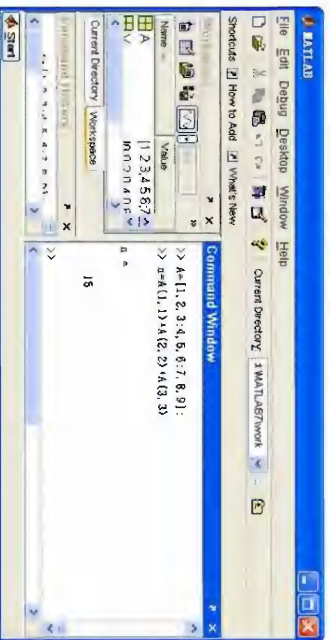 MATLAB
File Edit Debug Desktop Window Help
Current Directory:
Shortcuts How to Add What's New
Name Value
A [1 2 3;4 5 6;7
V
Current Directory Workspace
Command Window
>> A=[1,2,3;4,5,6;7,8,9];
>> n=A(1,1)+A(2,2)+A(3,3)
n =
15
>>
Start